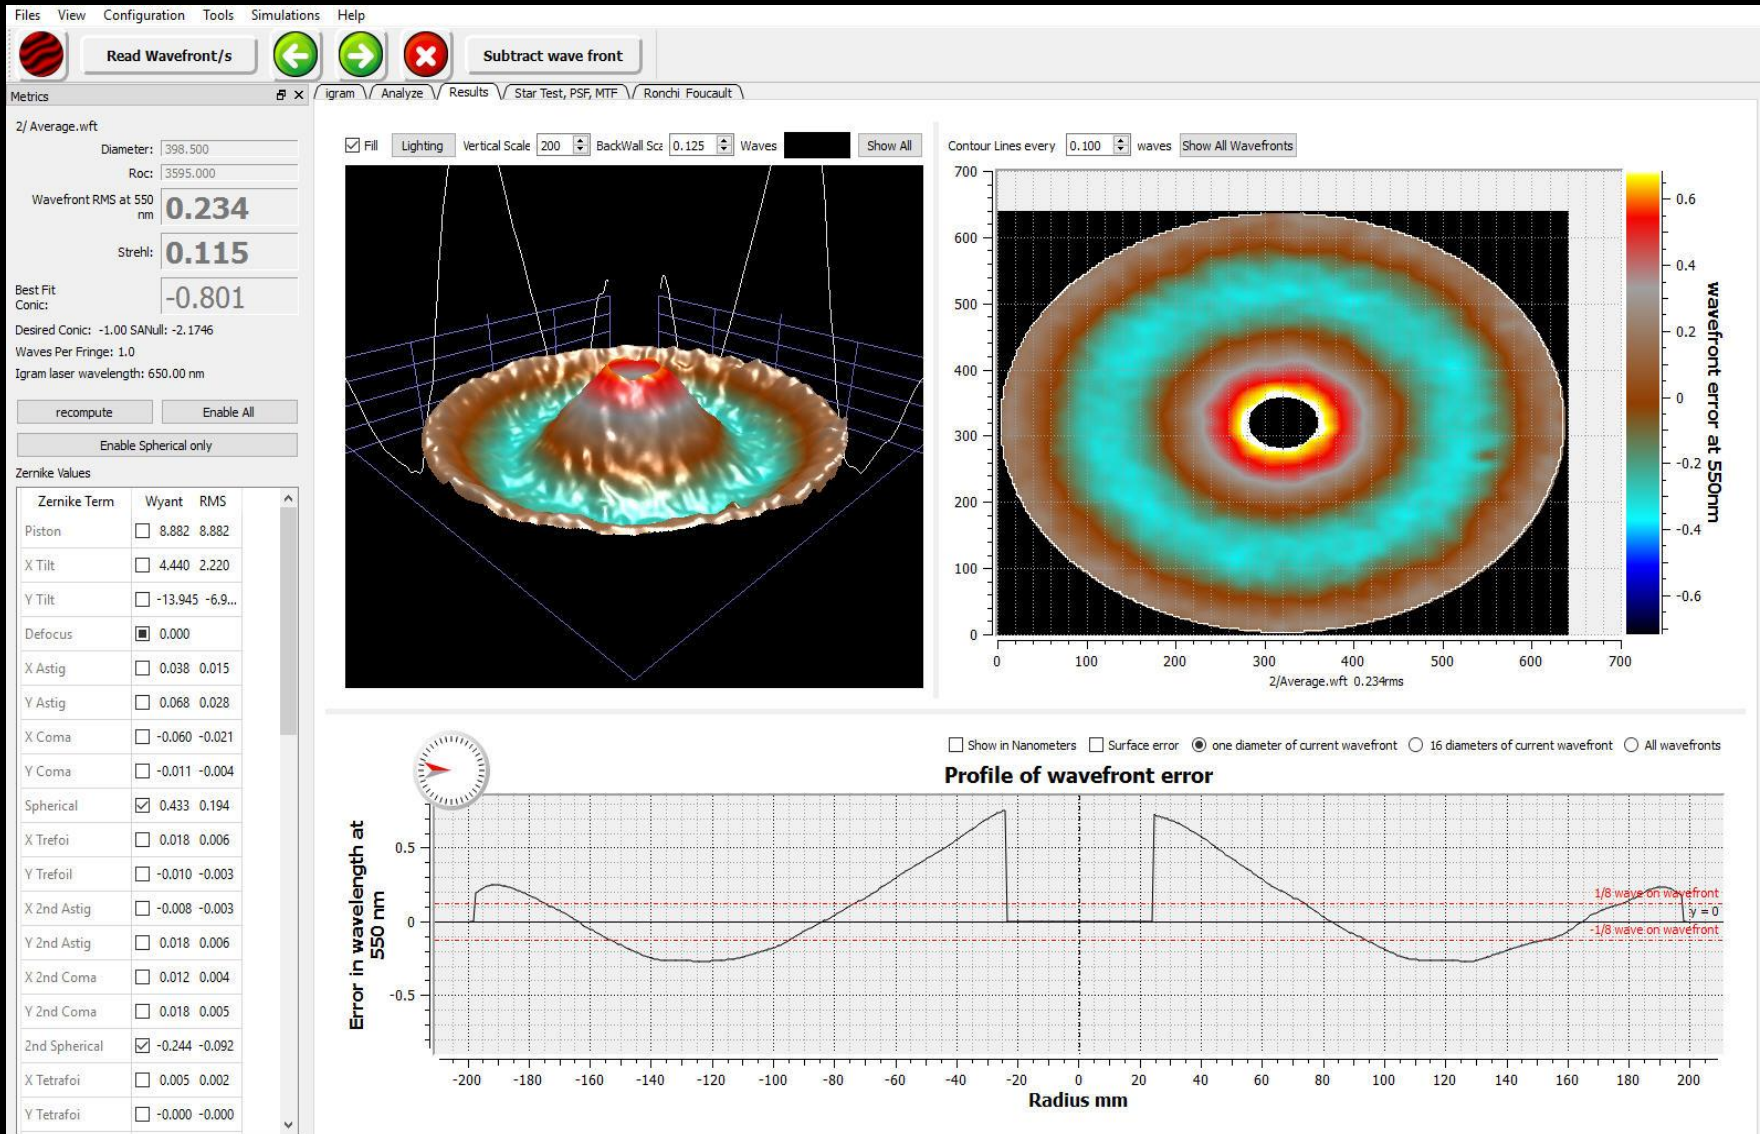 Files View Configuration Tools Simulations Help
Read Wavefront/s Subtract wave front
Metrics
igram Analyze Results Star Test, PSF, MTF Ronchi Foucault
2/ Average.wft
Diameter: 398.500
Roc: 3595.000
Wavefront RMS at 550
nm 0.234
Strehl: 0.115
Best Fit
Conic: -0.801
Desired Conic: -1.00 SANull: -2.1746
Waves Per Fringe: 1.0
Igram laser wavelength: 650.00 nm
recompute Enable All
Enable Spherical only
Zernike Values
Zernike Term Wyant RMS
Piston 8.882 8.882
X Tilt 4.440 2.220
Y Tilt -13.945 -6.9...
Defocus 0.000
X Astig 0.038 0.015
Y Astig 0.068 0.028
X Coma -0.060 -0.021
Y Coma -0.011 -0.004
Spherical 0.433 0.194
X Trefoi 0.018 0.006
Y Trefoil -0.010 -0.003
X 2nd Astig -0.008 -0.003
Y 2nd Astig 0.018 0.006
X 2nd Coma 0.012 0.004
Y 2nd Coma 0.018 0.005
2nd Spherical -0.244 -0.092
X Tetrafoi 0.005 0.002
Y Tetrafoi -0.000 -0.000
Fill Lighting Vertical Scale 200 BackWall Sca 0.125 Waves Show All
Contour Lines every 0.100 waves Show All Wavefronts
700
600
500
400
300
200
100
0
0 100 200 300 400 500 600 700
2/Average.wft 0.234rms
0.6
0.4
0.2
0
-0.2
-0.4
-0.6
wavefront error at 550nm
Show in Nanometers Surface error one diameter of current wavefront 16 diameters of current wavefront All wavefronts
Profile of wavefront error
Error in wavelength at
550 nm
0.5
0
-0.5
1/8 wave on wavefront
y = 0
-1/8 wave on wavefront
-200 -180 -160 -140 -120 -100 -80 -60 -40 -20 0 20 40 60 80 100 120 140 160 180 200
Radius mm